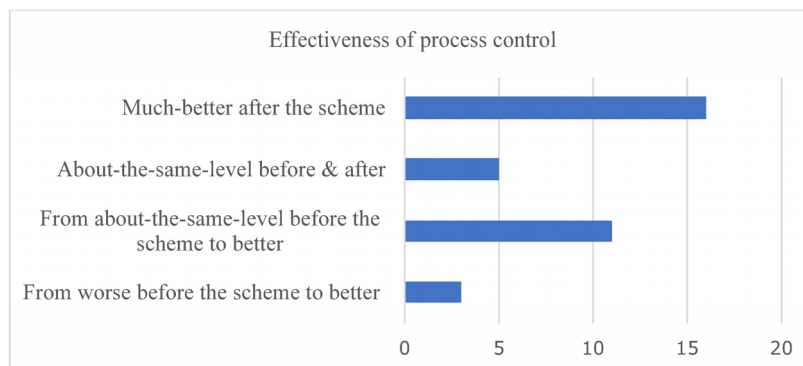 Effectiveness of process control
Much-better after the scheme
About-the-same-level before & after
From about-the-same-level before the
scheme to better
From worse before the scheme to better
0 5 10 15 20